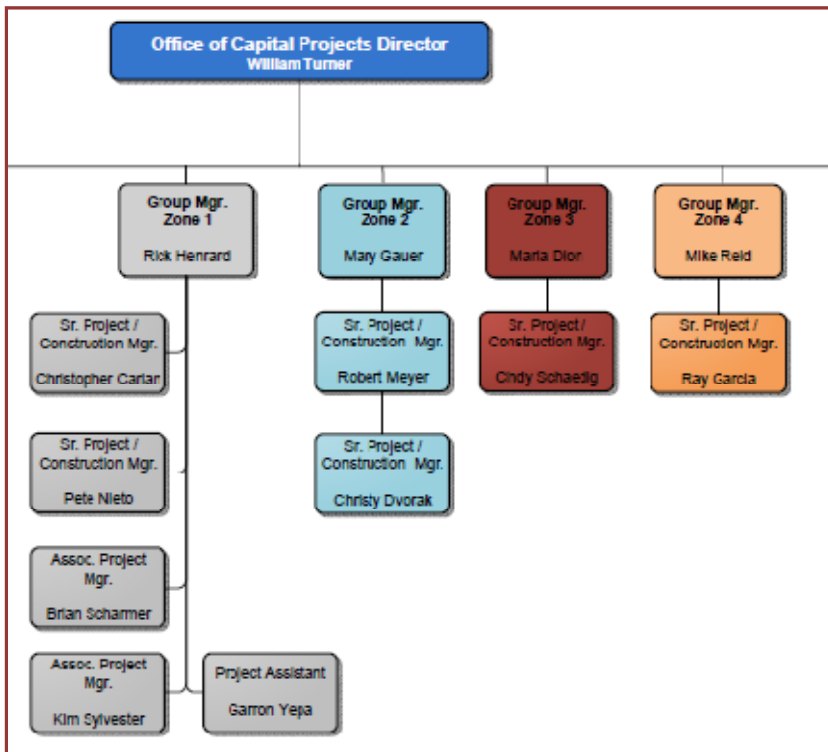 Office of Capital Projects Director
William Turner
Group Mgr.
Zone 1
Rick Henrard
Group Mgr.
Zone 2
Mary Gauer
Group Mgr.
Zone 3
Maria Dion
Group Mgr.
Zone 4
Mike Reid
Sr. Project /
Construction Mgr.
Christopher Carian
Sr. Project /
Construction Mgr.
Robert Meyer
Sr. Project /
Construction Mgr.
Cindy Schaedig
Sr. Project /
Construction Mgr.
Ray Garcia
Sr. Project /
Construction Mgr.
Pete Nieto
Sr. Project /
Construction Mgr.
Christy Dvorak
Assoc. Project
Mgr.
Brian Scharmer
Assoc. Project
Mgr.
Kim Sylvester
Project Assistant
Garron Yepa